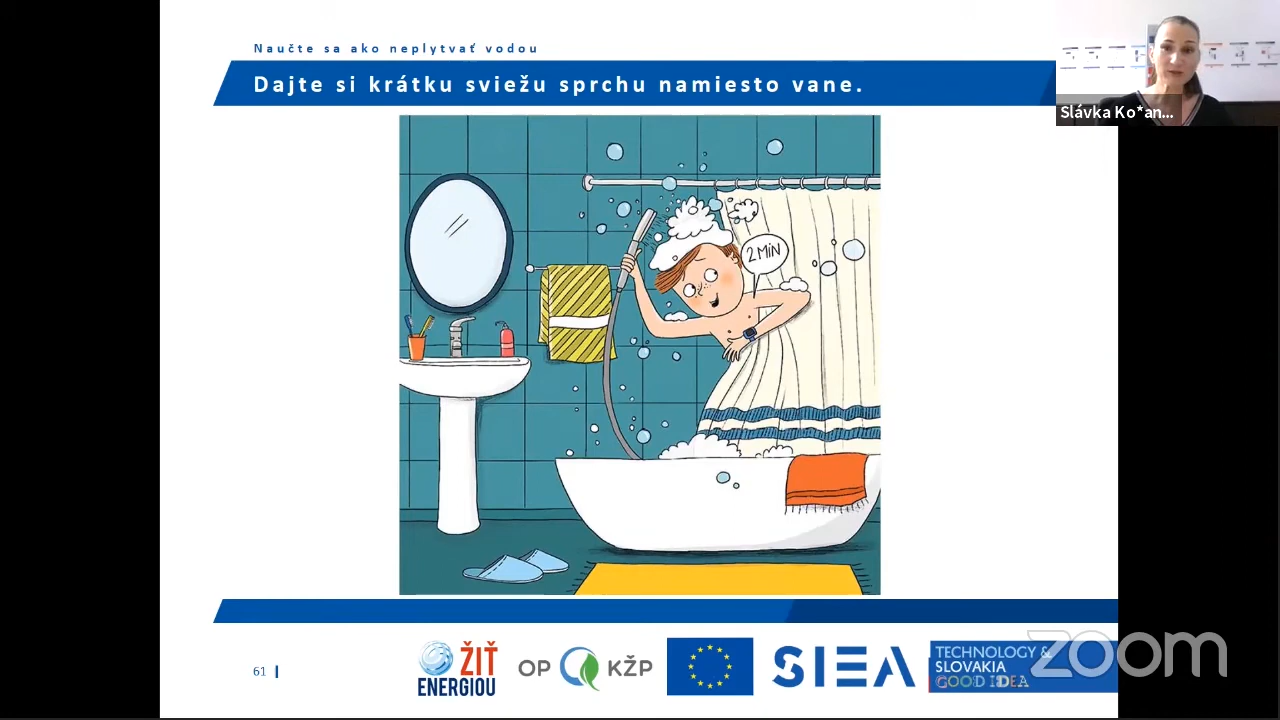 Naučte sa ako neplytvať vodou
Dajte si krátku sviežu sprchu namiesto vane.
Slávka Ko*an...
2 MIN
61
ŽIŤ
ENERGIOU
OP KŽP
SIEA
TECHNOLOGY &
SLOVAKIA
GOOD IDEA
zoom